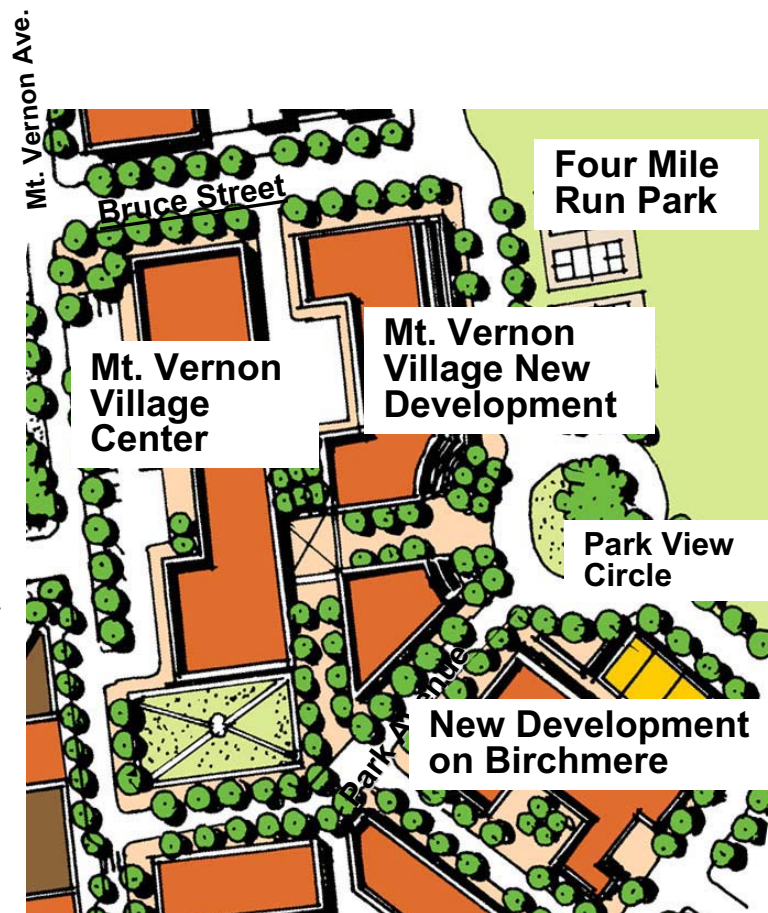 Mt. Vernon Ave.
Bruce Street
Four Mile
Run Park
Mt. Vernon
Village New
Development
Mt. Vernon
Village
Center
Park View
Circle
Park Avenue
New Development
on Birchmere